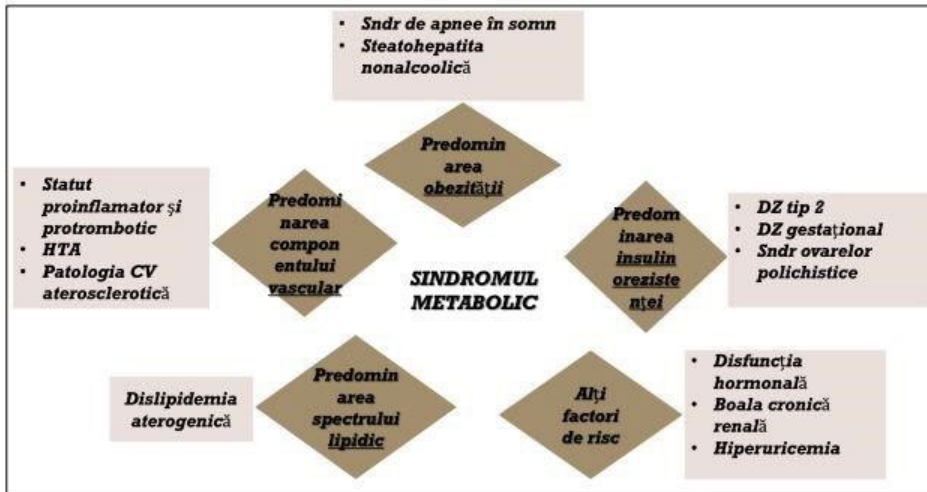 • Sndr de apnee în somn
• Steatohepatita
nonalcoolică
Predomin
area
obezității
• Statut
proinflamator și
protrombotic
• HTA
• Patologia CV
aterosclerotică
Predomi
narea
compon
entului
vascular
SINDROMUL
METABOLIC
Predom
inarea
insulin
oreziste
nței
• DZ tip 2
• DZ gestațional
• Sndr ovarelor
polichistice
Dislipidemia
aterogenică
Predomin
area
spectrului
lipidic
Alți
factori
de risc
• Disfuncția
hormonală
• Boala cronică
renală
• Hiperuricemia